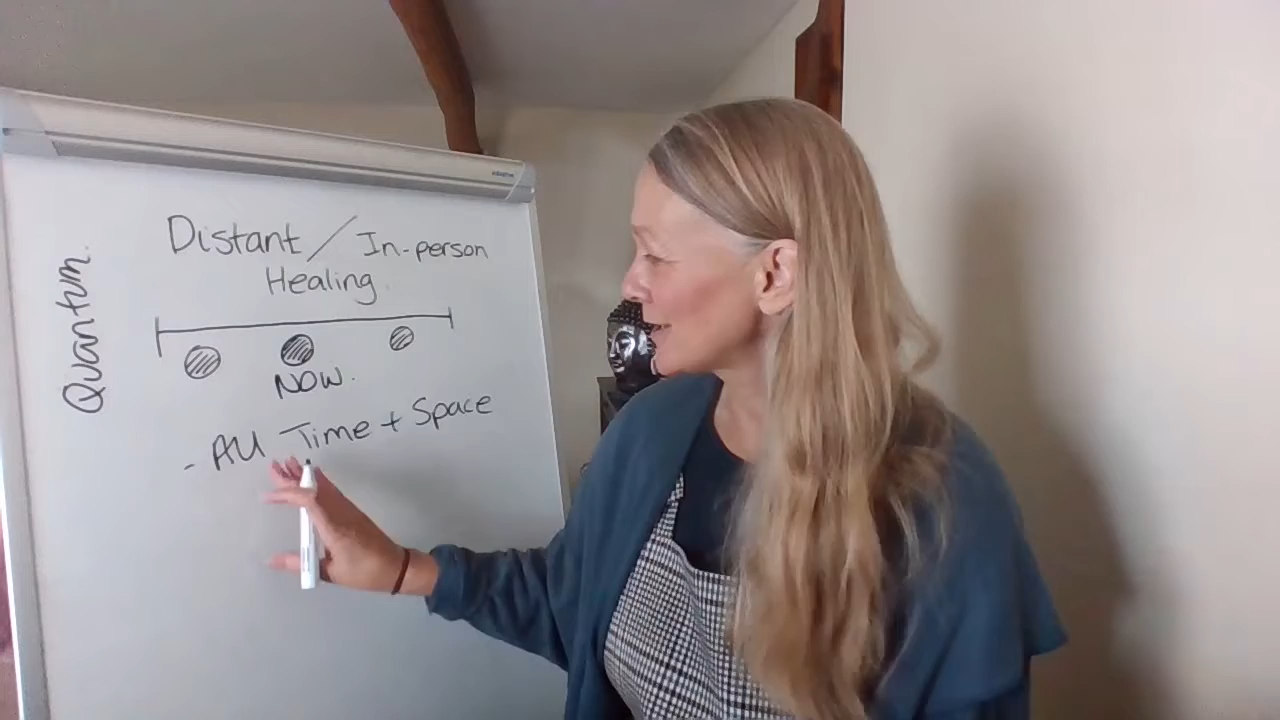 Quantum.
Distant / In-person
Healing.
NOW.
- All Time + Space